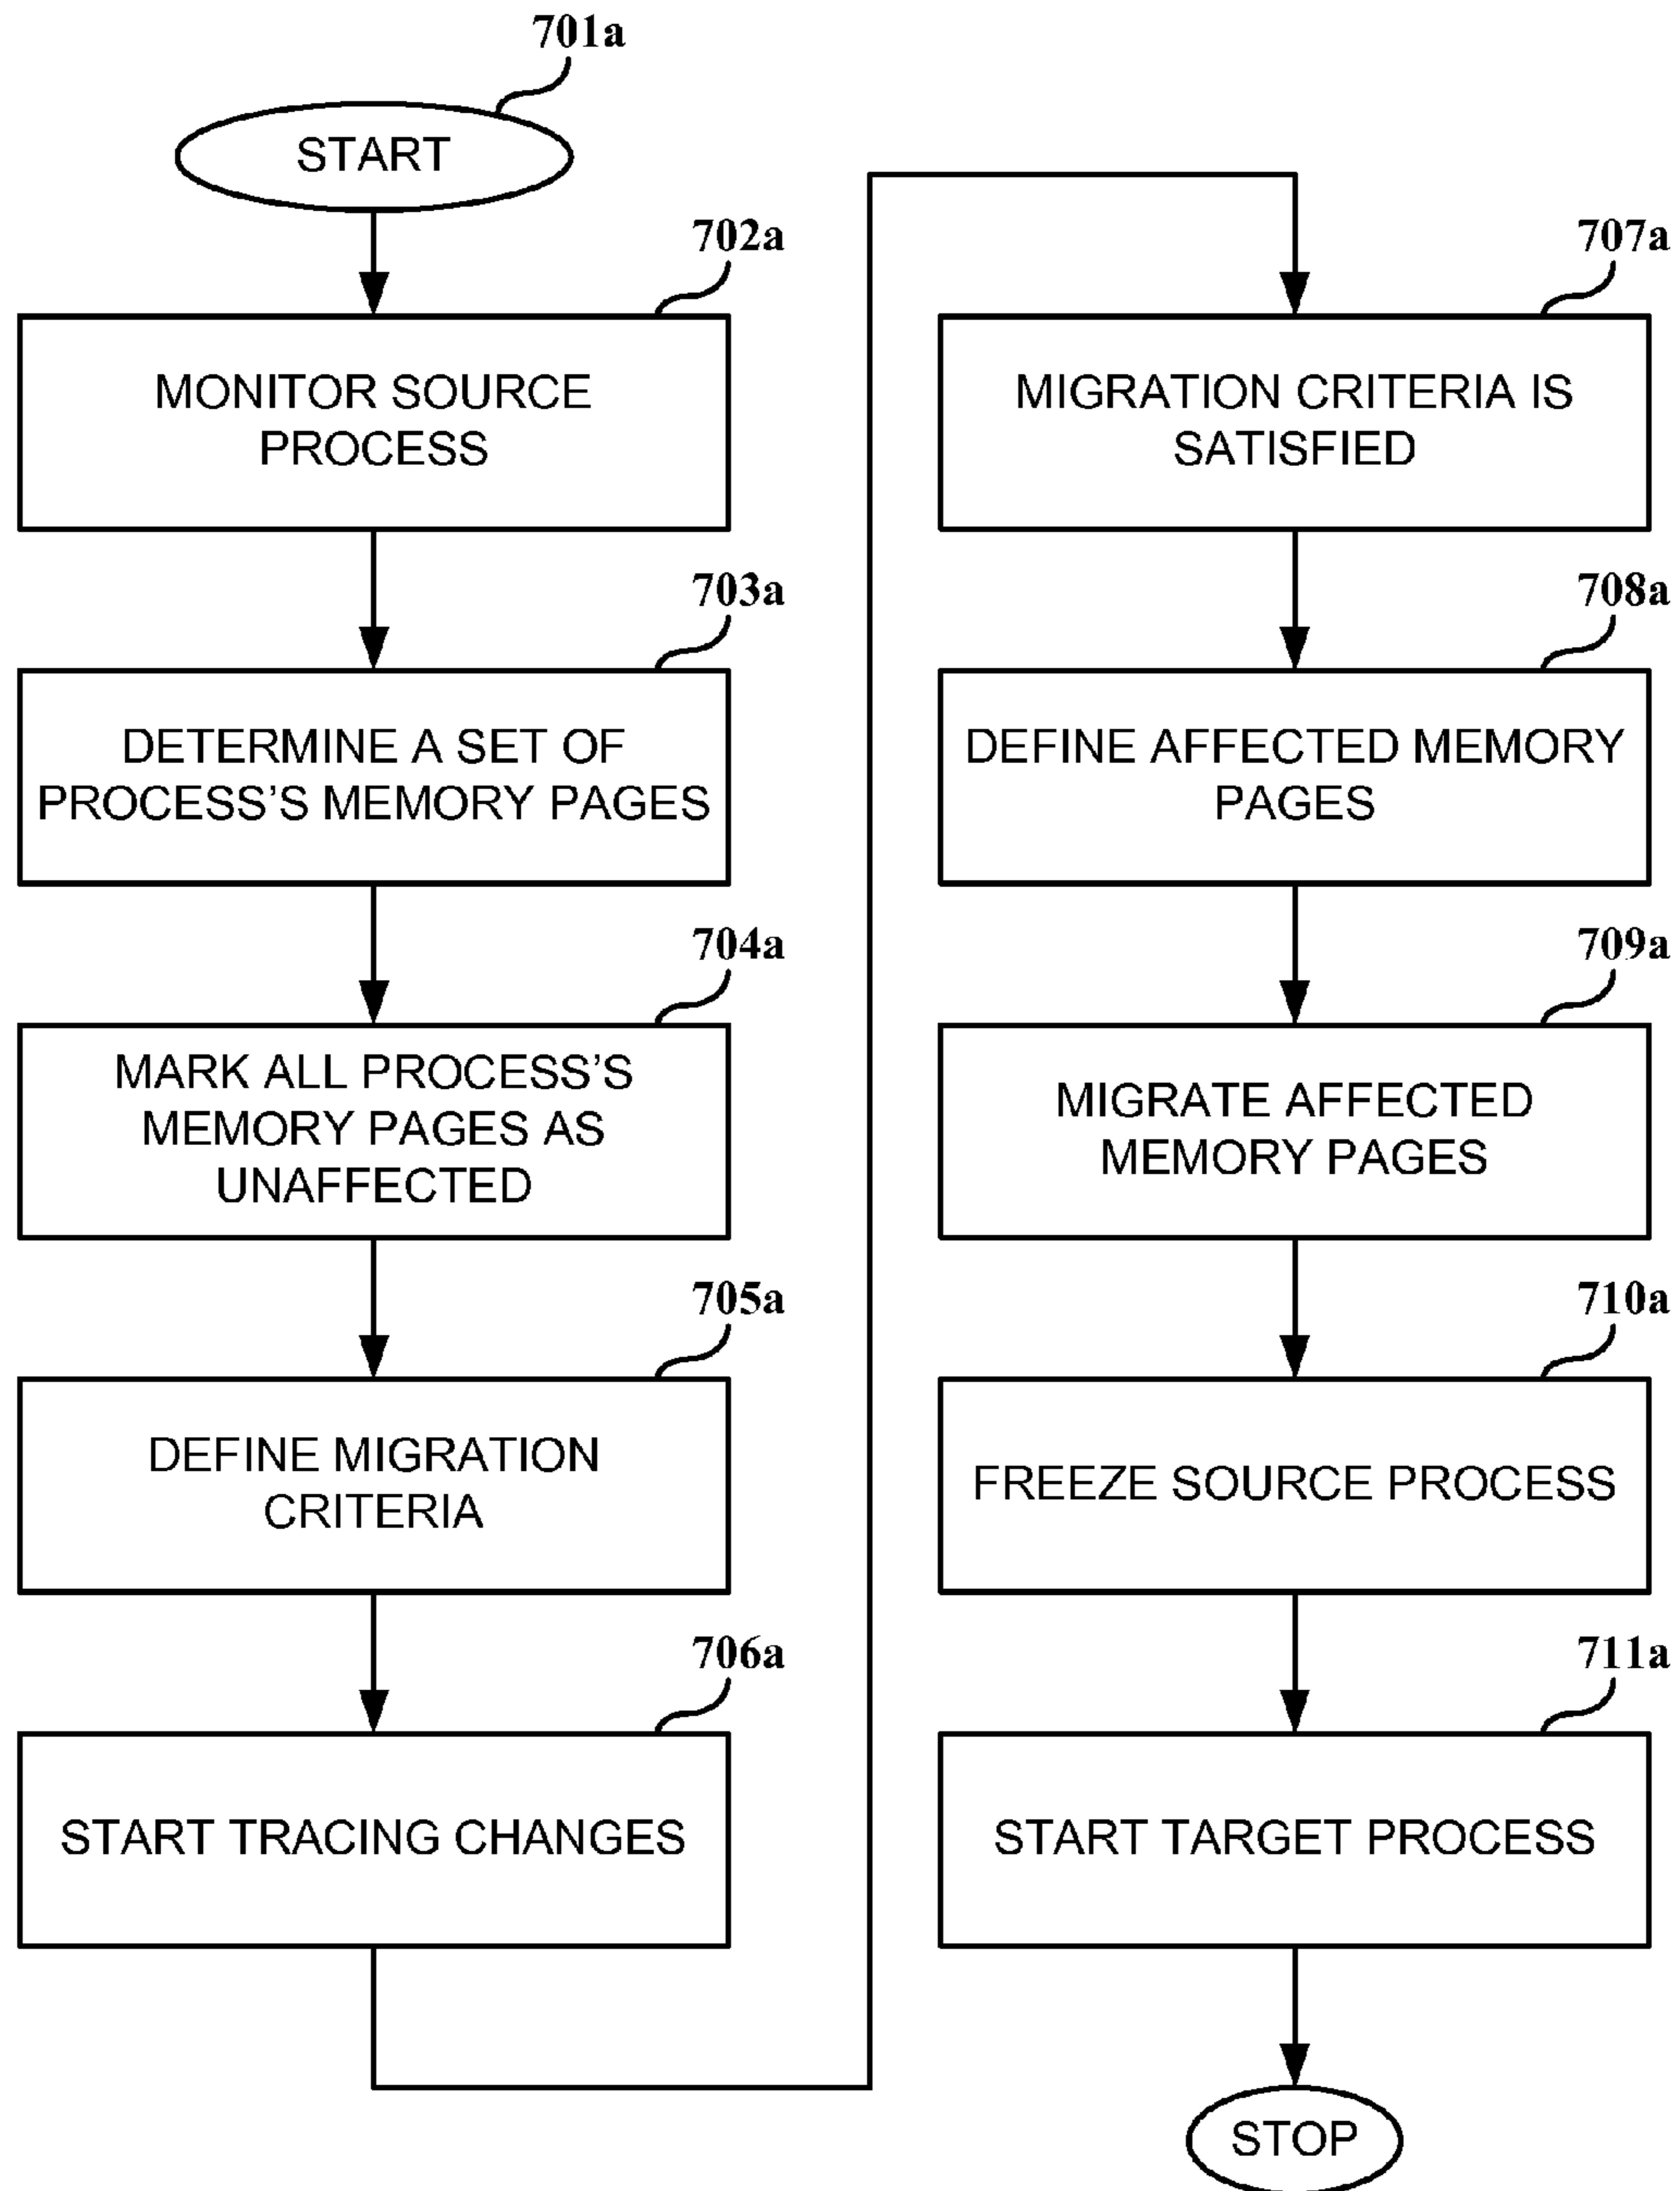 701a
START
702a
MONITOR SOURCE
PROCESS
703a
DETERMINE A SET OF
PROCESS'S MEMORY PAGES
704a
MARK ALL PROCESS'S
MEMORY PAGES AS
UNAFFECTED
705a
DEFINE MIGRATION
CRITERIA
706a
START TRACING CHANGES
707a
MIGRATION CRITERIA IS
SATISFIED
708a
DEFINE AFFECTED MEMORY
PAGES
709a
MIGRATE AFFECTED
MEMORY PAGES
710a
FREEZE SOURCE PROCESS
711a
START TARGET PROCESS
STOP